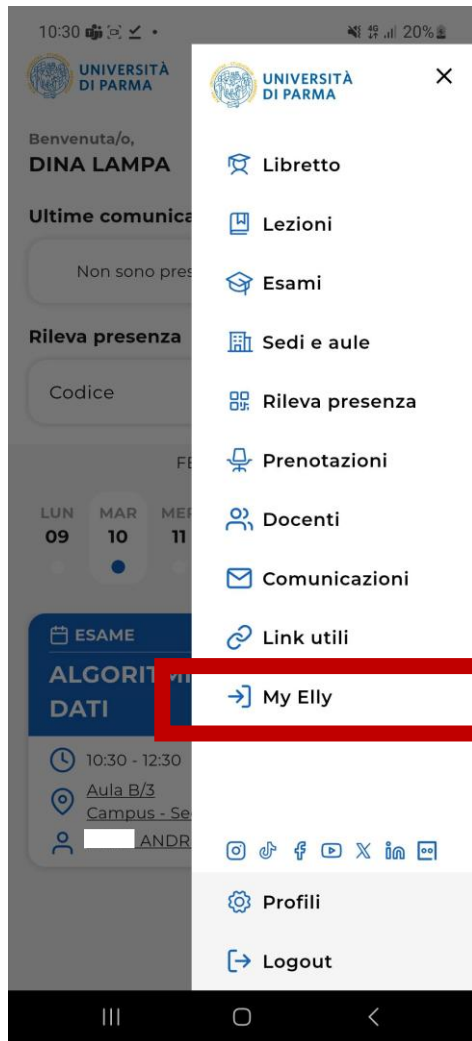 10:30
4G
20%
UNIVERSITÀ
DI PARMA
Benvenuta/o,
DINA LAMPA
Ultime comunica
Non sono pres
Rileva presenza
Codice
FE
LUN MAR MER
09 10 11
ESAME
ALGORITMI
DATI
10:30 - 12:30
Aula B/3
Campus - Se
ANDR
UNIVERSITÀ
DI PARMA
Libretto
Lezioni
Esami
Sedi e aule
Rileva presenza
Prenotazioni
Docenti
Comunicazioni
Link utili
My Elly
Profili
Logout